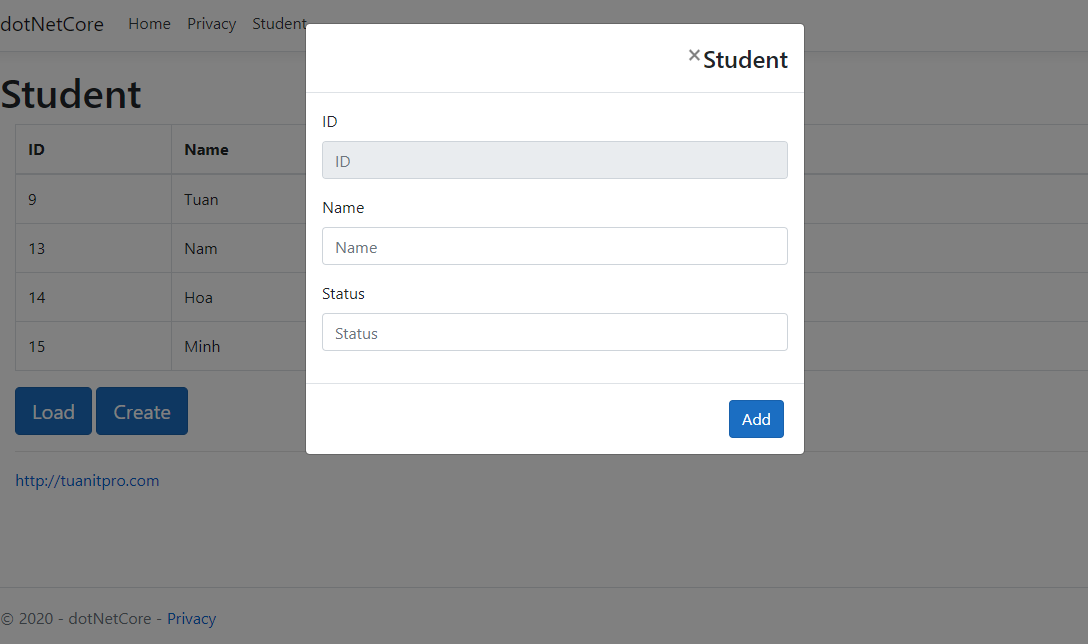 dotNetCore Home Privacy Student
Student
ID Name
9 Tuan
13 Nam
14 Hoa
15 Minh
Load Create
http://tuanitpro.com
© 2020 - dotNetCore - Privacy
×Student
ID
ID
Name
Name
Status
Status
Add